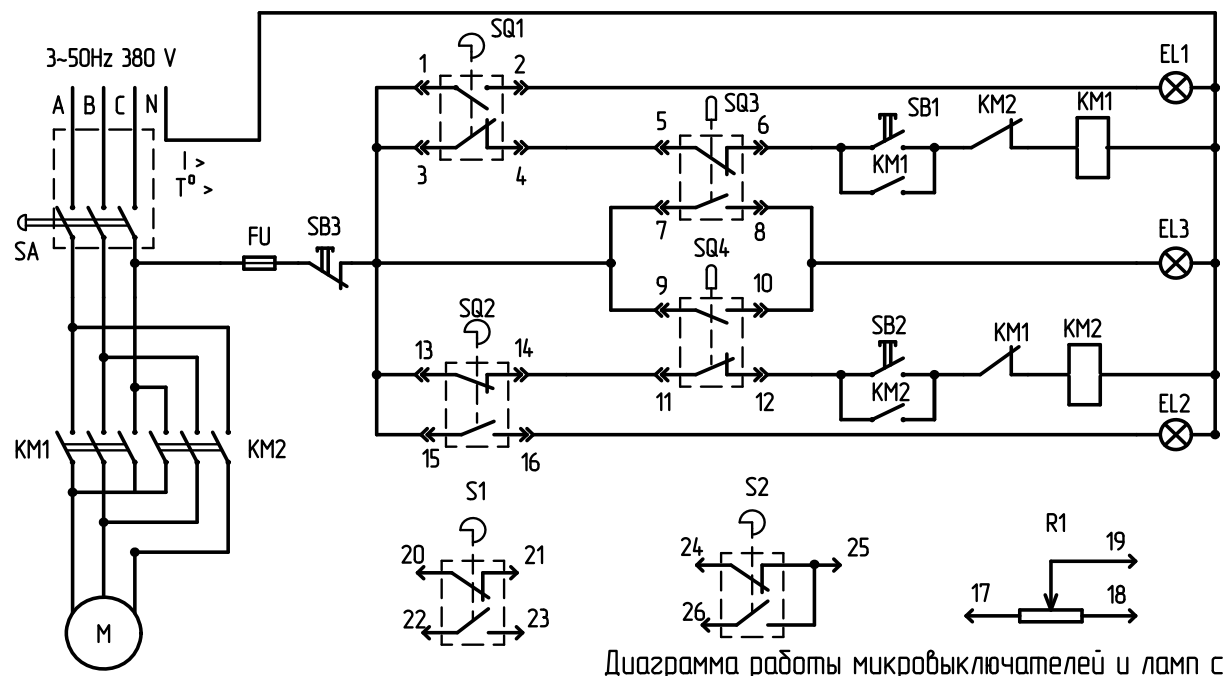 3~50Hz 380 V
A B C N
I >
T° >
SA
FU
SB3
SQ1
1 2
3 4
EL1
SQ3
5 6
SB1
KM2
KM1
KM1
7 8
EL3
SQ4
9 10
SQ2
13 14
11 12
SB2
KM1
KM2
KM2
15 16
EL2
KM1
KM2
M
S1
20 21
22 23
S2
24 25
26
R1
19
17 18
Диаграмма работы микровыключателей и ламп с